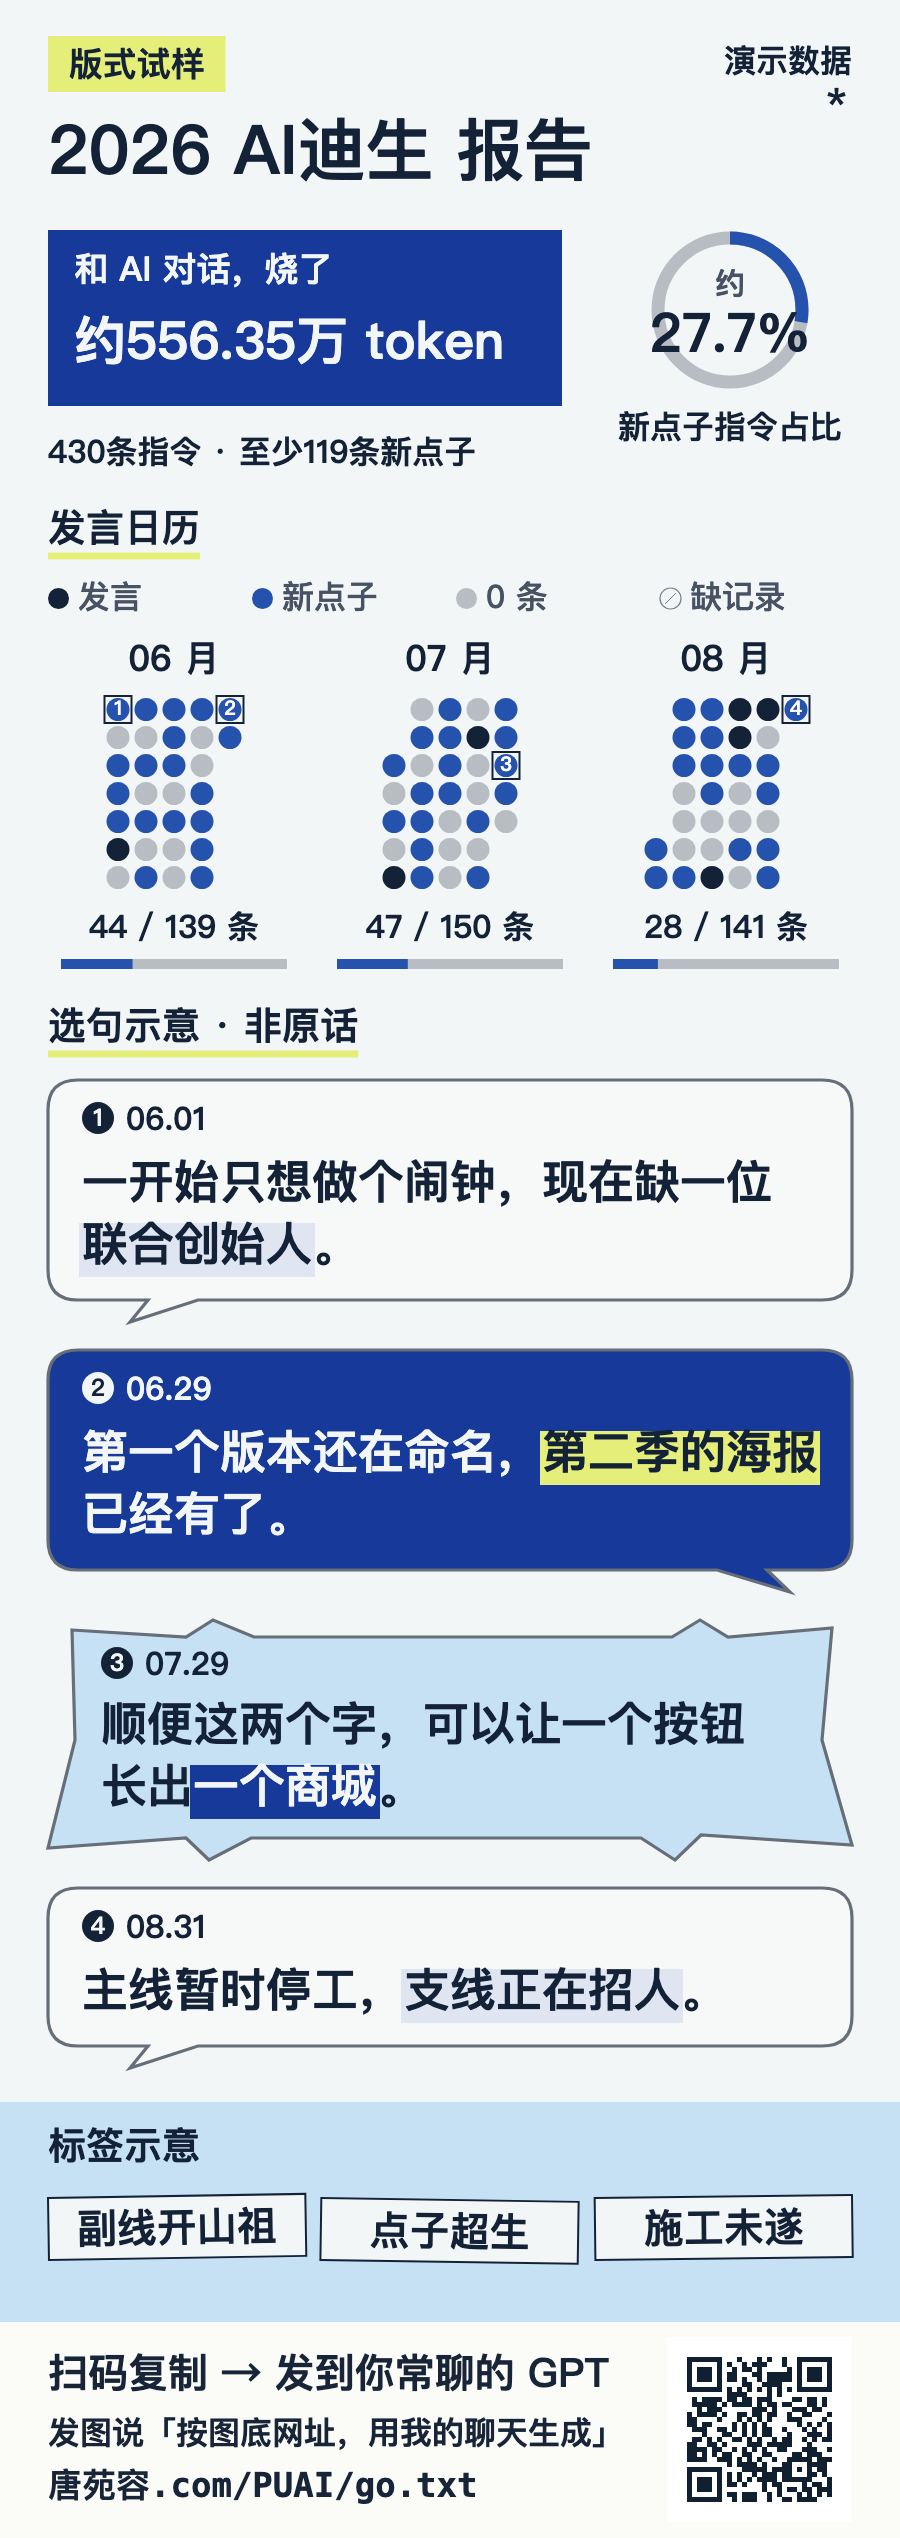 版式试样
演示数据
*
2026 AI迪生 报告
和 AI 对话，烧了
约556.35万 token
约
27.7%
新点子指令占比
430条指令 · 至少119条新点子
发言日历
发言 新点子 0 条 缺记录
06 月 07 月 08 月
1 2 4
3
44 / 139 条 47 / 150 条 28 / 141 条
选句示意 · 非原话
1 06.01
一开始只想做个闹钟，现在缺一位
联合创始人。
2 06.29
第一个版本还在命名，第二季的海报
已经有了。
3 07.29
顺便这两个字，可以让一个按钮
长出一个商城。
4 08.31
主线暂时停工，支线正在招人。
标签示意
副线开山祖 点子超生 施工未遂
扫码复制 → 发到你常聊的 GPT
发图说「按图底网址，用我的聊天生成」
唐苑容.com/PUAI/go.txt